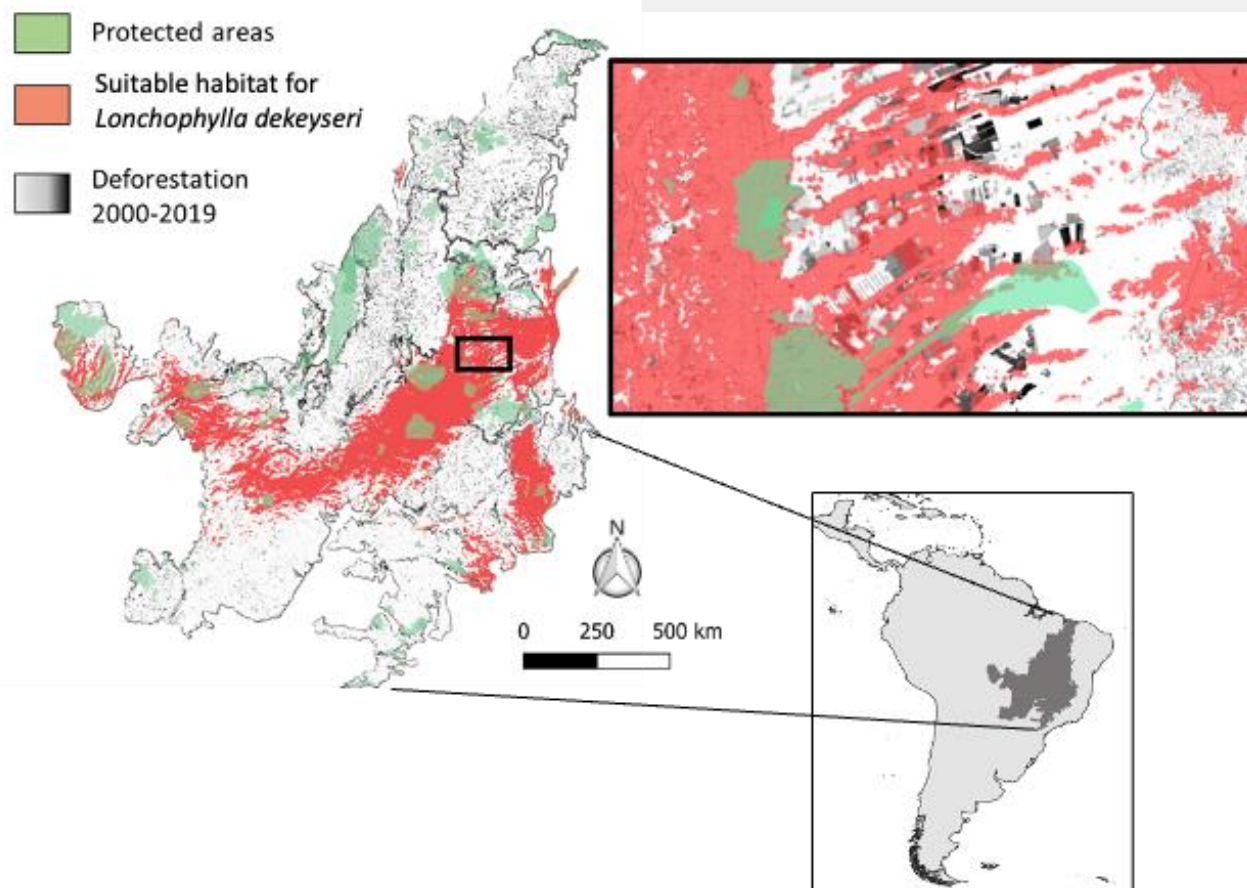 Protected areas
Suitable habitat for
Lonchophylla dekeyseri
Deforestation
2000-2019
N
0 250 500 km